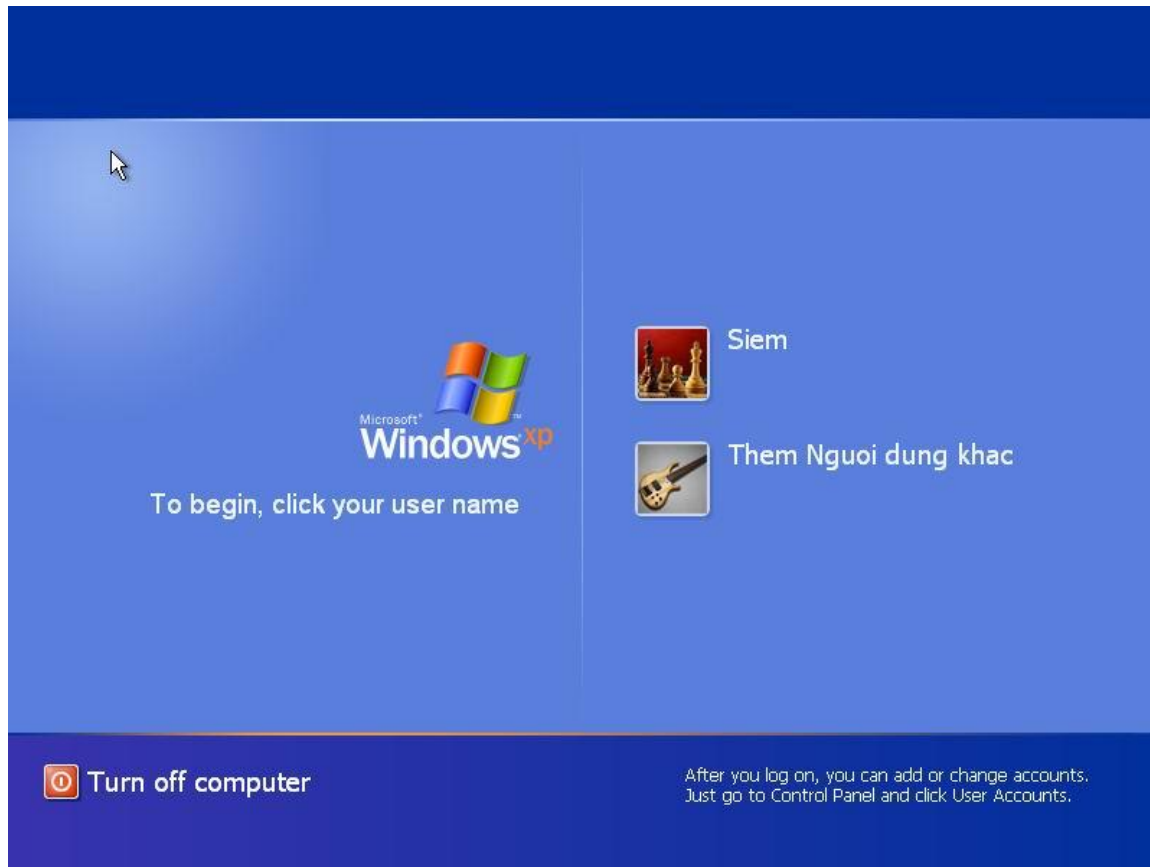 Microsoft®
Windows xp™
To begin, click your user name
Siem
Them Nguoi dung khac
Turn off computer
After you log on, you can add or change accounts.
Just go to Control Panel and click User Accounts.